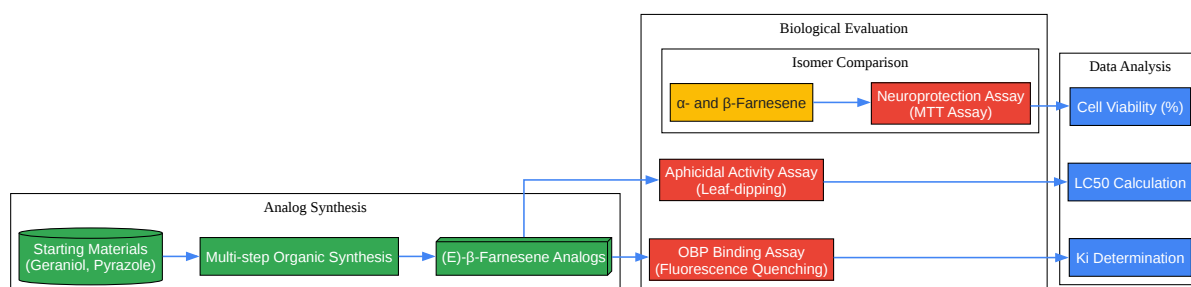 Biological Evaluation
Isomer Comparison
Data Analysis
α- and β-Farnesene
Neuroprotection Assay
(MTT Assay)
Cell Viability (%)
Aphicidal Activity Assay
(Leaf-dipping)
LC50 Calculation
Analog Synthesis
Starting Materials
(Geraniol, Pyrazole)
Multi-step Organic Synthesis
(E)-β-Farnesene Analogs
OBP Binding Assay
(Fluorescence Quenching)
Ki Determination